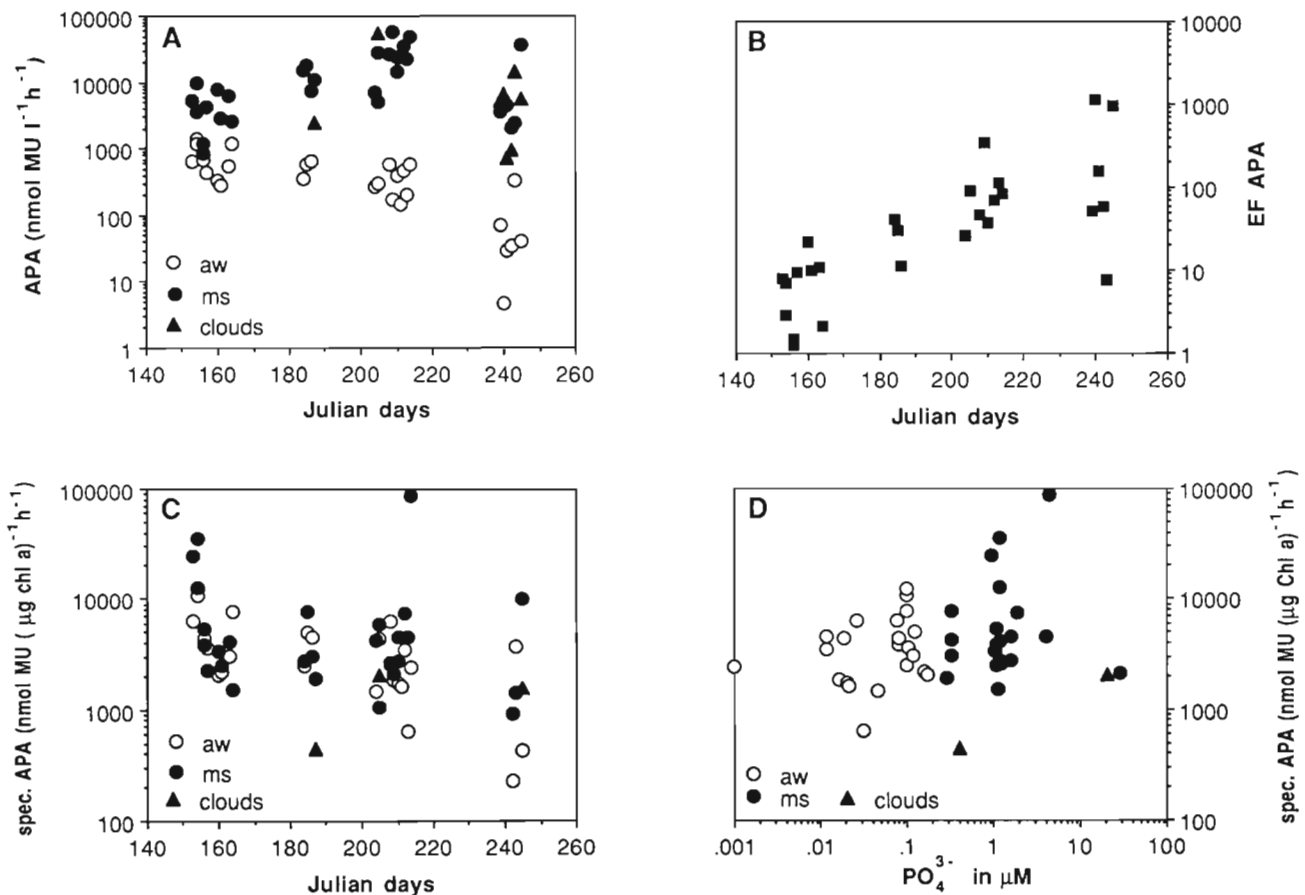 A
APA (nmol MU l⁻¹h⁻¹)
100000
10000
1000
100
10
1
aw
ms
clouds
140 160 180 200 220 240 260
Julian days
B
10000
1000
100
10
1
EF APA
140 160 180 200 220 240 260
Julian days
C
spec. APA (nmol MU ( µg chl a)⁻¹h⁻¹)
100000
10000
1000
100
aw
ms
clouds
140 160 180 200 220 240 260
Julian days
D
100000
10000
1000
100
spec. APA (nmol MU (µg Chl a)⁻¹h⁻¹)
aw
ms clouds
.001 .01 .1 1 10 100
PO₄³⁻ in µM